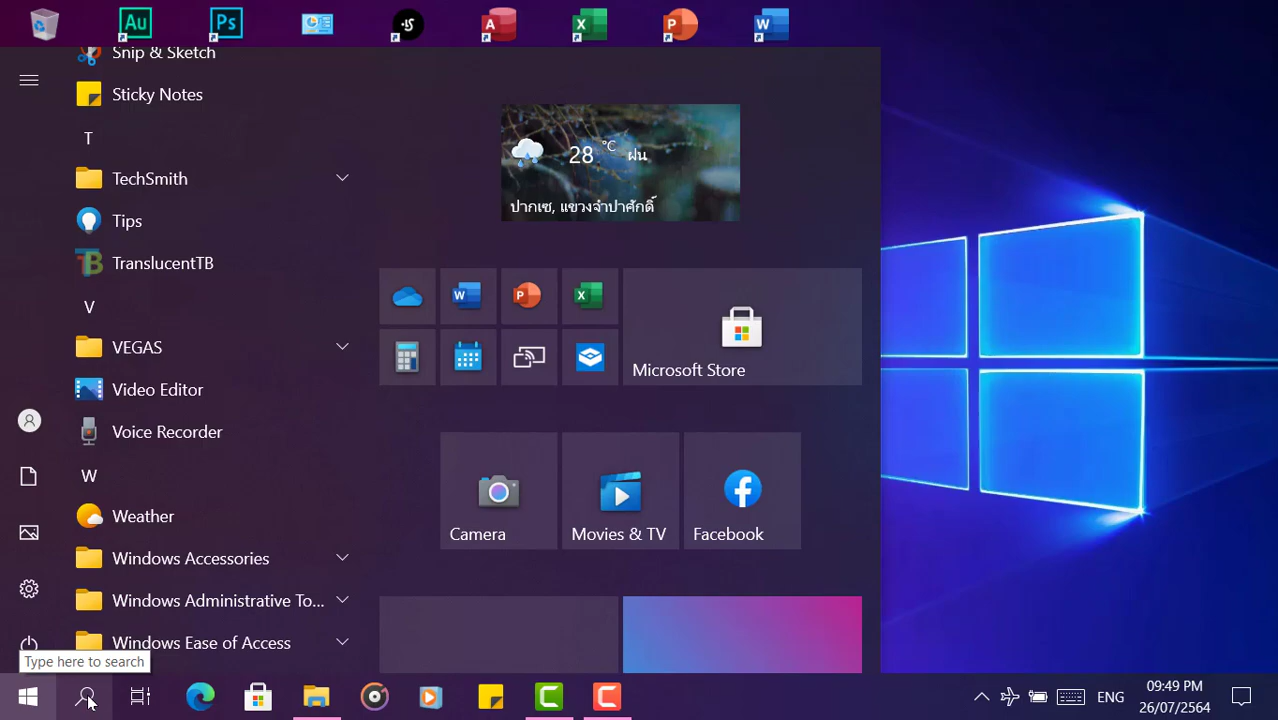 Au
Ps
A
X
P
W
Snip & Sketch
Sticky Notes
T
TechSmith
Tips
TranslucentTB
V
VEGAS
Video Editor
Voice Recorder
W
Weather
Windows Accessories
Windows Administrative To...
Windows Ease of Access
28 °C ฝน
ปากเซ, แขวงจำปาศักดิ์
W
P
X
Microsoft Store
Camera
Movies & TV
Facebook
Type here to search
ENG
09:49 PM
26/07/2564